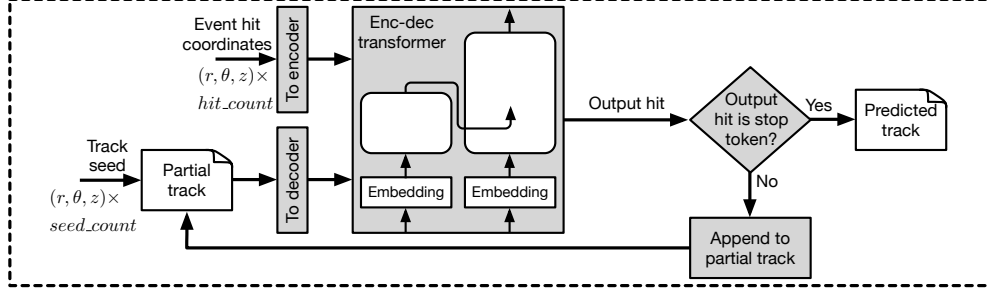 Event hit
coordinates
(r, θ, z)×
hit_count
To encoder
Enc-dec
transformer
Embedding
Embedding
Track
seed
(r, θ, z)×
seed_count
Partial
track
To decoder
Output hit
Output
hit is stop
token?
Yes
Predicted
track
No
Append to
partial track